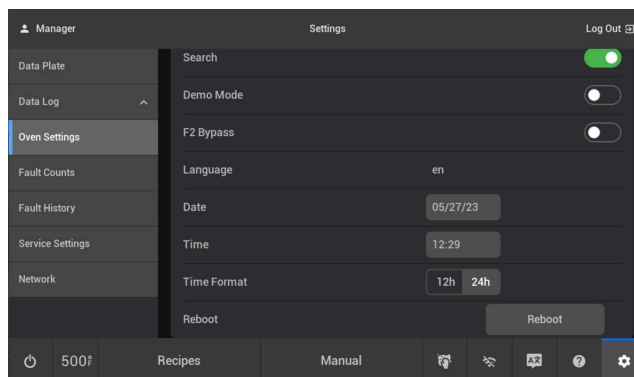 Manager
Settings
Log Out
Data Plate
Search
Data Log
Demo Mode
Oven Settings
F2 Bypass
Fault Counts
Language
en
Fault History
Date
05/27/23
Service Settings
Time
12:29
Network
Time Format
12h 24h
Reboot
Reboot
500°F
Recipes
Manual
A文
?